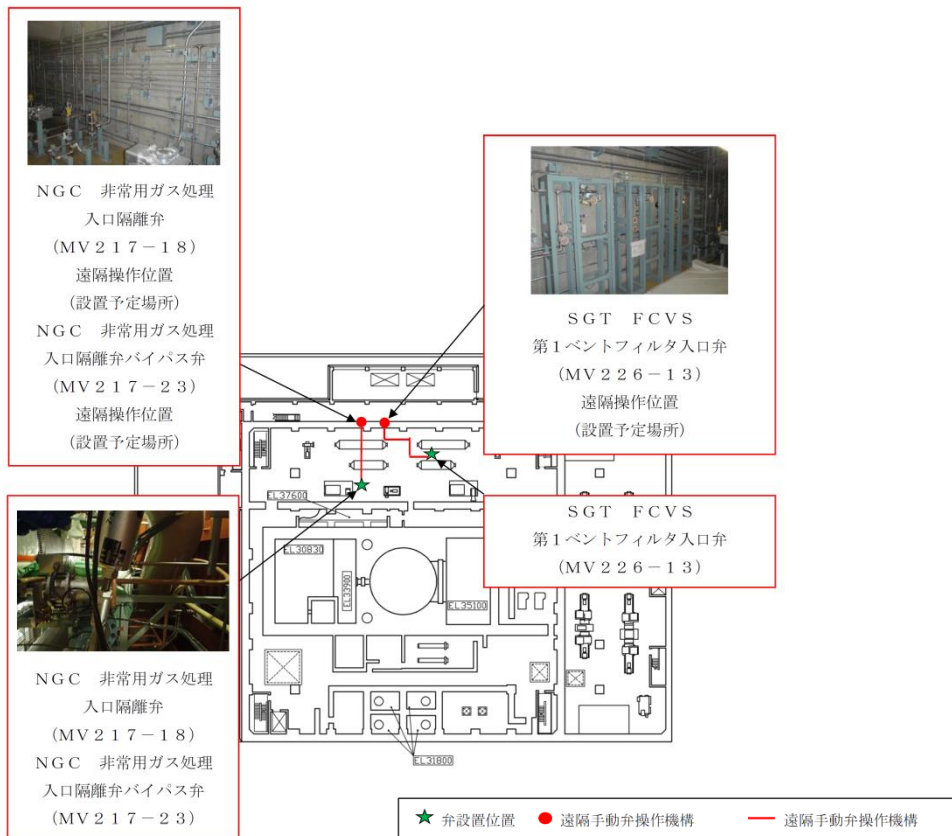 NGC 非常用ガス処理
入口隔離弁
(MV217-18)
遠隔操作位置
(設置予定場所)
NGC 非常用ガス処理
入口隔離弁バイパス弁
(MV217-23)
遠隔操作位置
(設置予定場所)
SGT FCVS
第1ベントフィルタ入口弁
(MV226-13)
遠隔操作位置
(設置予定場所)
SGT FCVS
第1ベントフィルタ入口弁
(MV226-13)
NGC 非常用ガス処理
入口隔離弁
(MV217-18)
NGC 非常用ガス処理
入口隔離弁バイパス弁
(MV217-23)
EL37600
EL30830
EL33900
EL35100
EL31800
弁設置位置 遠隔手動弁操作機構 遠隔手動弁操作機構